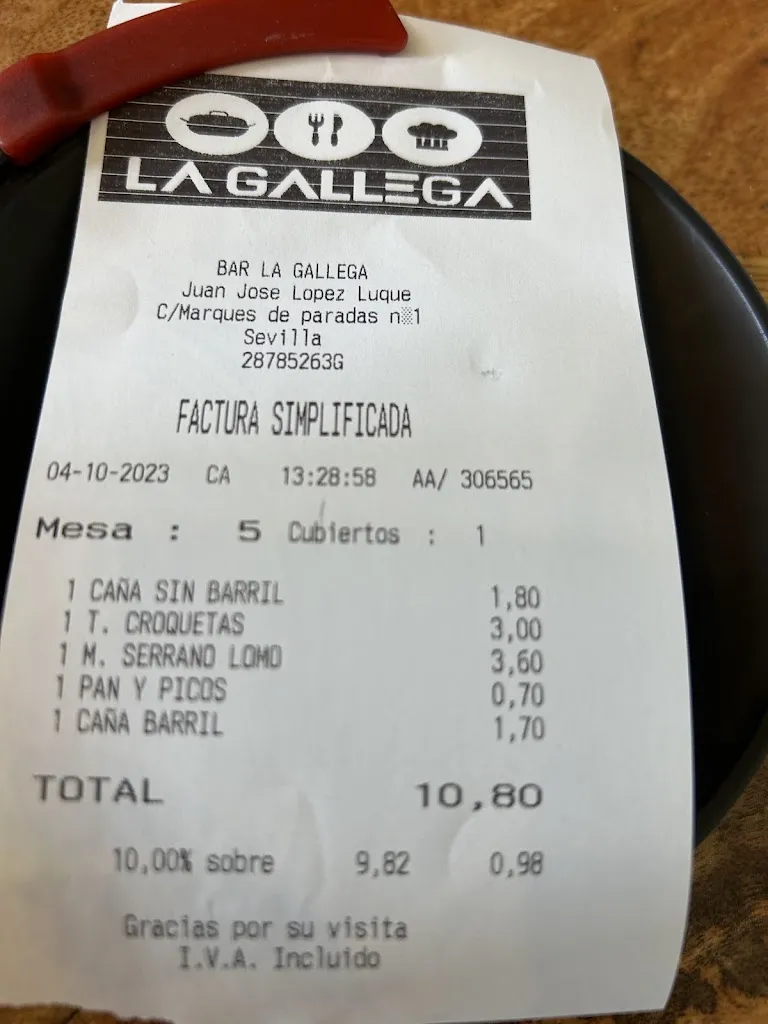 LA GALLEGA
BAR LA GALLEGA
Juan Jose Lopez Luque
C/Marques de paradas n▒1
Sevilla
28785263G
FACTURA SIMPLIFICADA
04-10-2023 CA 13:28:58 AA/ 306565
Mesa : 5 Cubiertos : 1
1 CAÑA SIN BARRIL 1,80
1 T. CROQUETAS 3,00
1 M. SERRANO LOMO 3,60
1 PAN Y PICOS 0,70
1 CAÑA BARRIL 1,70
TOTAL 10,80
10,00% sobre 9,82 0,98
Gracias por su visita
I.V.A. Incluido